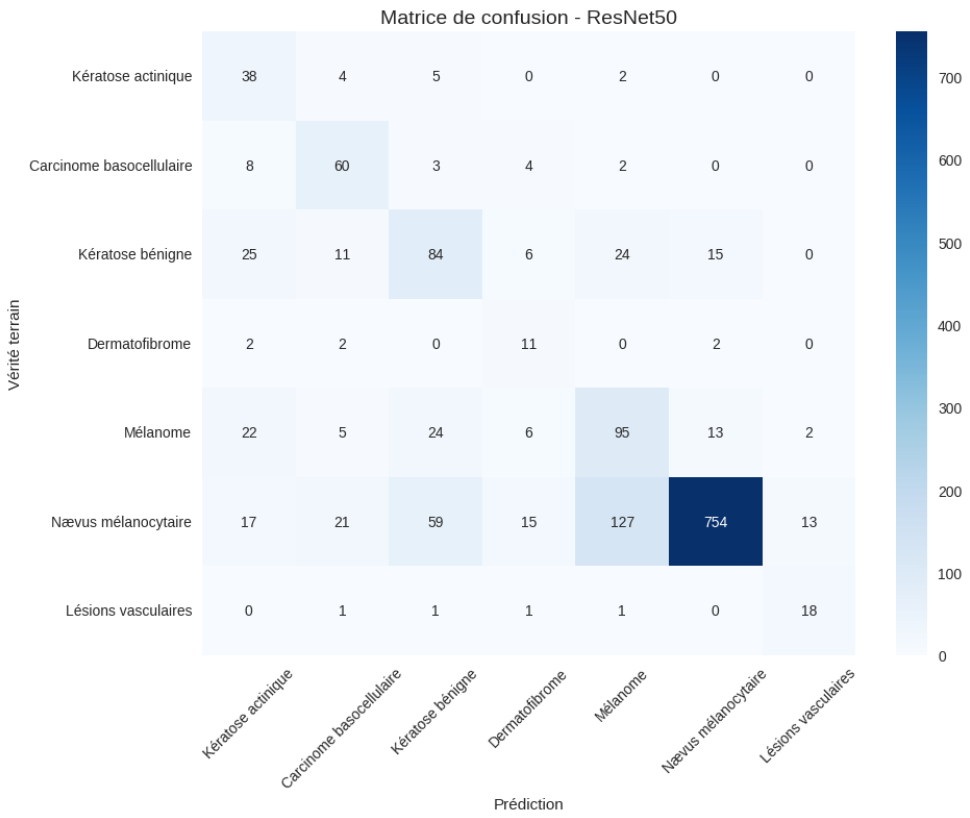 Matrice de confusion - ResNet50
Kératose actinique 38 4 5 0 2 0 0
Carcinome basocellulaire 8 60 3 4 2 0 0
Kératose bénigne 25 11 84 6 24 15 0
Dermatofibrome 2 2 0 11 0 2 0
Mélanome 22 5 24 6 95 13 2
Nævus mélanocytaire 17 21 59 15 127 754 13
Lésions vasculaires 0 1 1 1 1 0 18
Vérité terrain
Kératose actinique
Carcinome basocellulaire
Kératose bénigne
Dermatofibrome
Mélanome
Nævus mélanocytaire
Lésions vasculaires
Prédiction
700
600
500
400
300
200
100
0